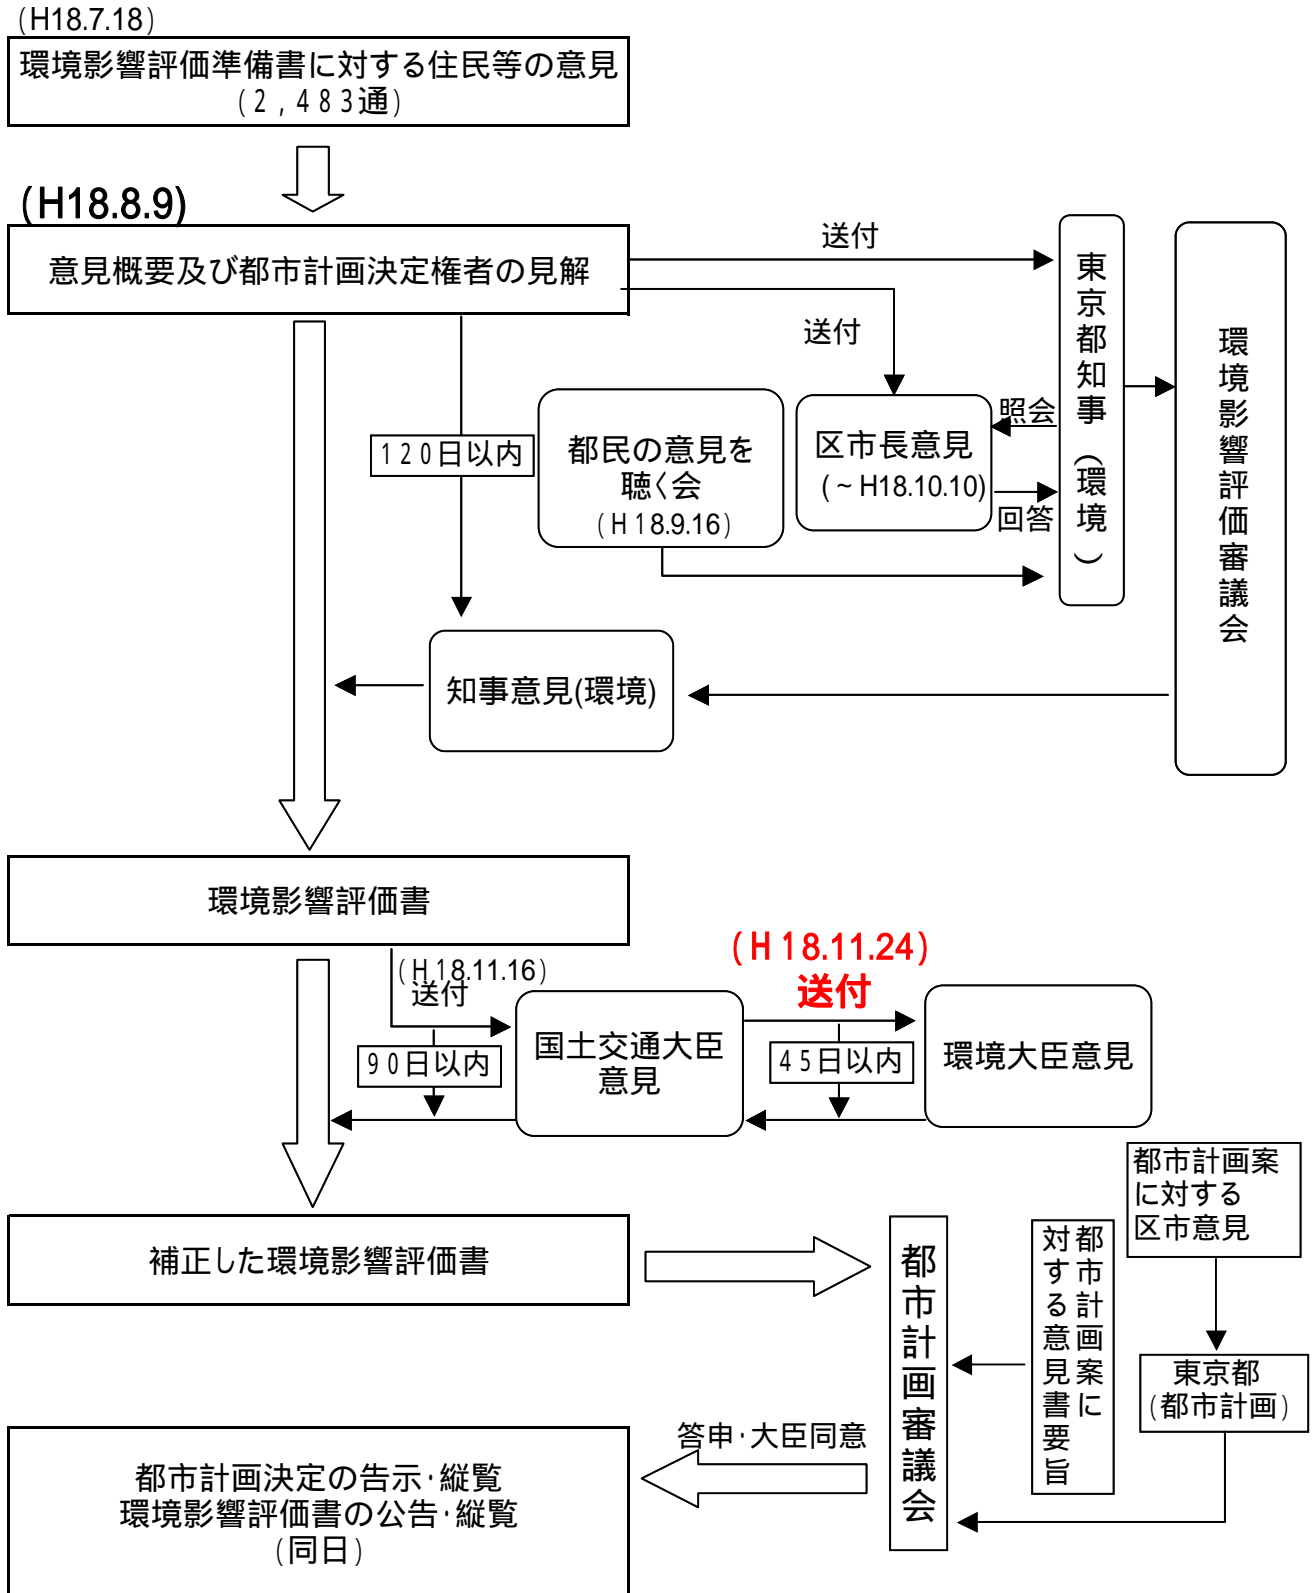 (H18.7.18)
環境影響評価準備書に対する住民等の意見
(2,483通)
(H18.8.9)
意見概要及び都市計画決定権者の見解
送付
送付
東京都知事(環境)
環境影響評価審議会
120日以内
都民の意見を
聴く会
(H18.9.16)
区市長意見
(~H18.10.10)
照会
回答
知事意見(環境)
環境影響評価書
(H18.11.16)
送付
90日以内
国土交通大臣
意見
(H18.11.24)
送付
45日以内
環境大臣意見
補正した環境影響評価書
都市計画審議会
都市計画案に
対する意見書要旨
都市計画案
に対する
区市意見
東京都
(都市計画)
答申・大臣同意
都市計画決定の告示・縦覧
環境影響評価書の公告・縦覧
(同日)